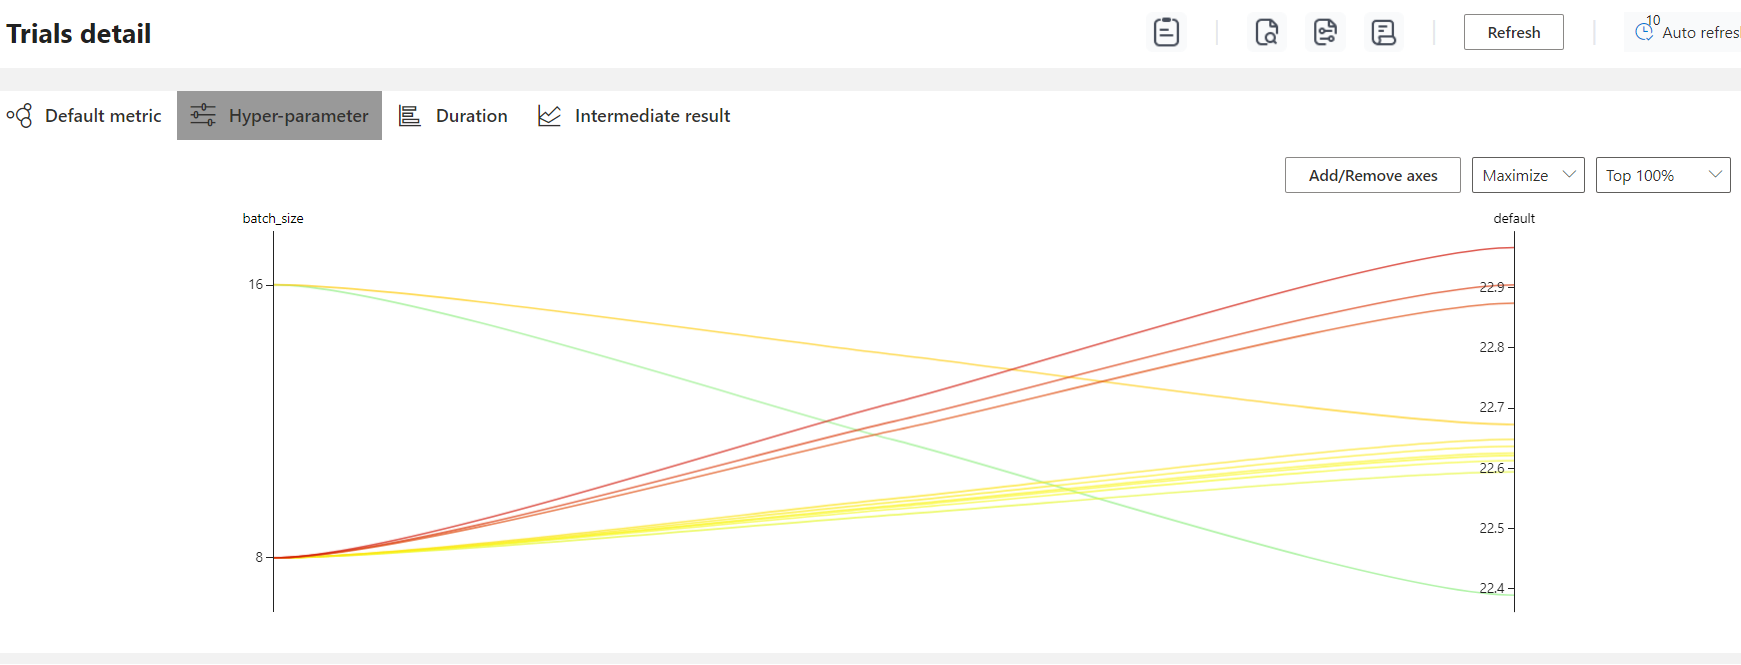 Trials detail
Refresh
10
Auto refresh
Default metric
Hyper-parameter
Duration
Intermediate result
Add/Remove axes
Maximize
Top 100%
batch_size
default
16
8
22.9
22.8
22.7
22.6
22.5
22.4